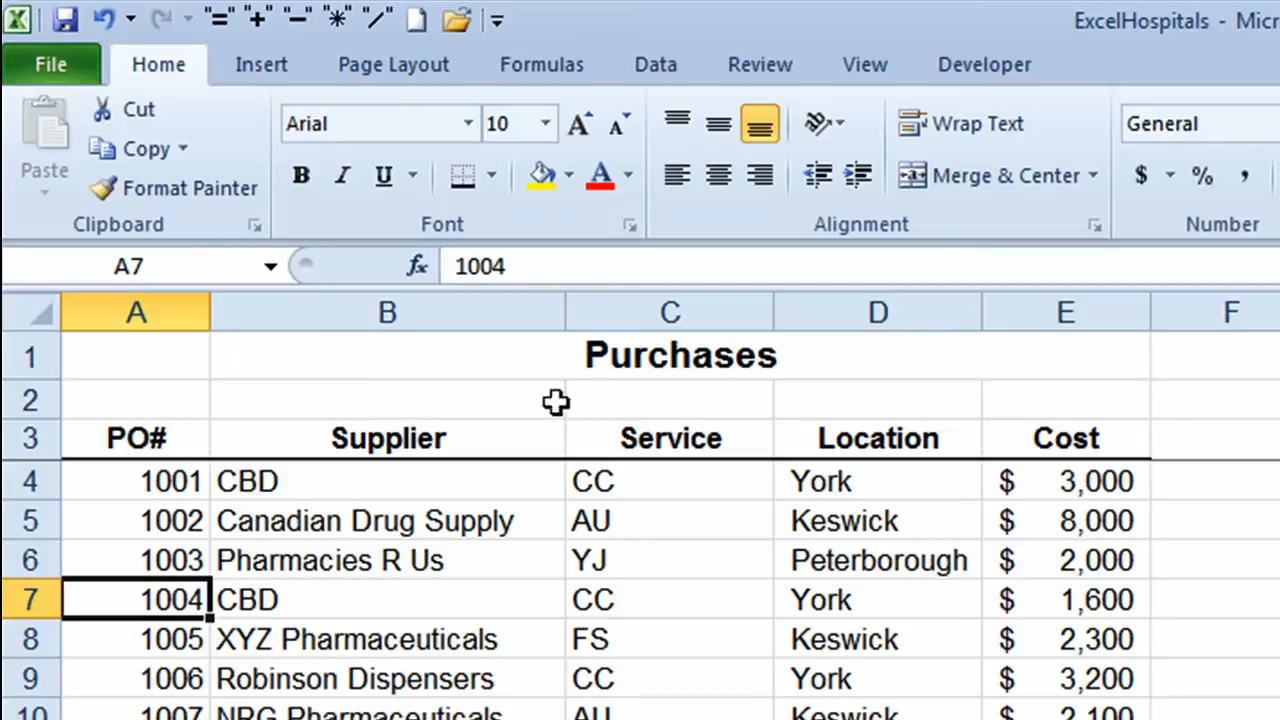 "=" "+" "−" "*" "/" ExcelHospitals - Micr
File Home Insert Page Layout Formulas Data Review View Developer
Paste
Cut
Copy
Format Painter
Arial 10 A A
B I U A
Wrap Text
Merge & Center
General
$ % ,
Clipboard Font Alignment Number
A7 fx 1004
A B C D E F
1 Purchases
2
3 PO# Supplier Service Location Cost
4 1001 CBD CC York $ 3,000
5 1002 Canadian Drug Supply AU Keswick $ 8,000
6 1003 Pharmacies R Us YJ Peterborough $ 2,000
7 1004 CBD CC York $ 1,600
8 1005 XYZ Pharmaceuticals FS Keswick $ 2,300
9 1006 Robinson Dispensers CC York $ 3,200
10 1007 NRG Pharmaceuticals AU Keswick $ 2,100